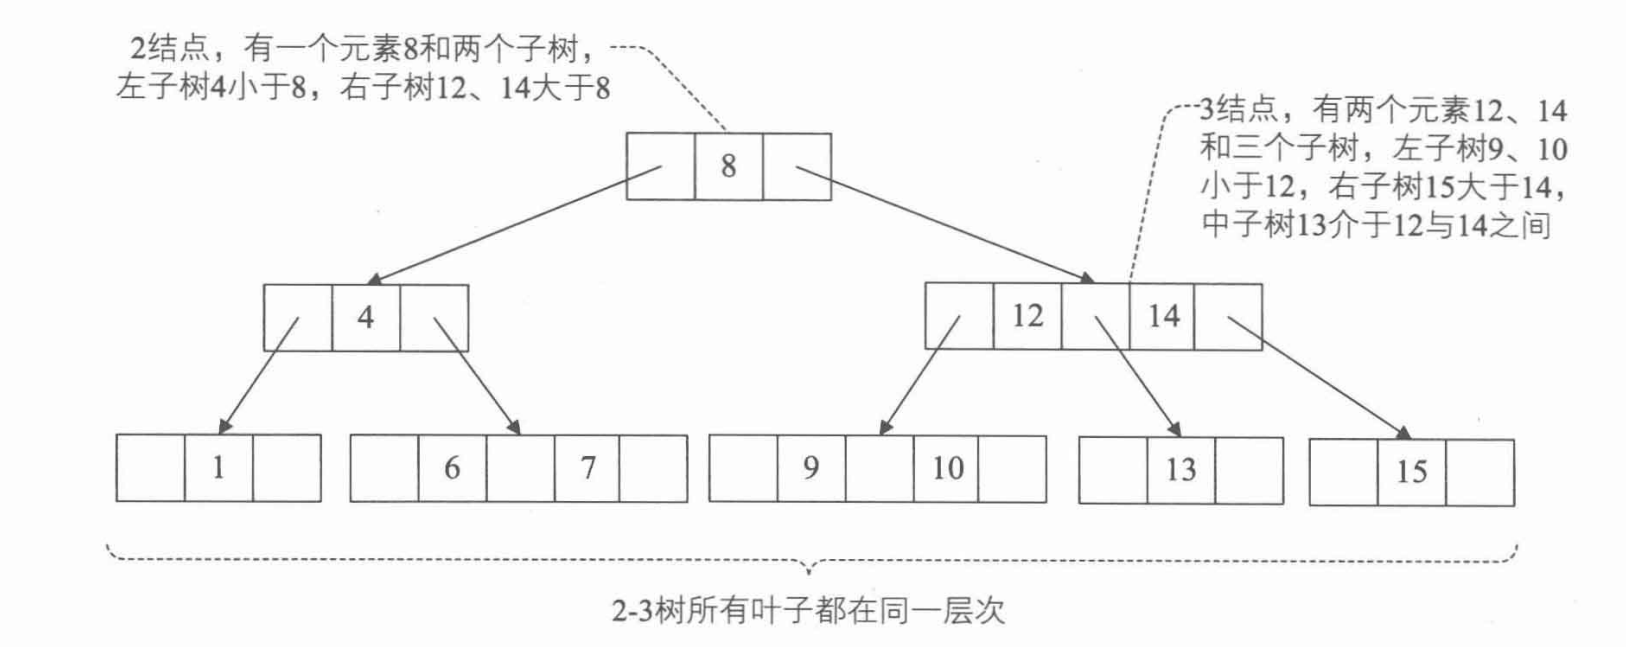 2结点，有一个元素8和两个子树，
左子树4小于8，右子树12、14大于8
3结点，有两个元素12、14
和三个子树，左子树9、10
小于12，右子树15大于14，
中子树13介于12与14之间
8
4
12 14
1
6 7
9 10
13
15
2-3树所有叶子都在同一层次